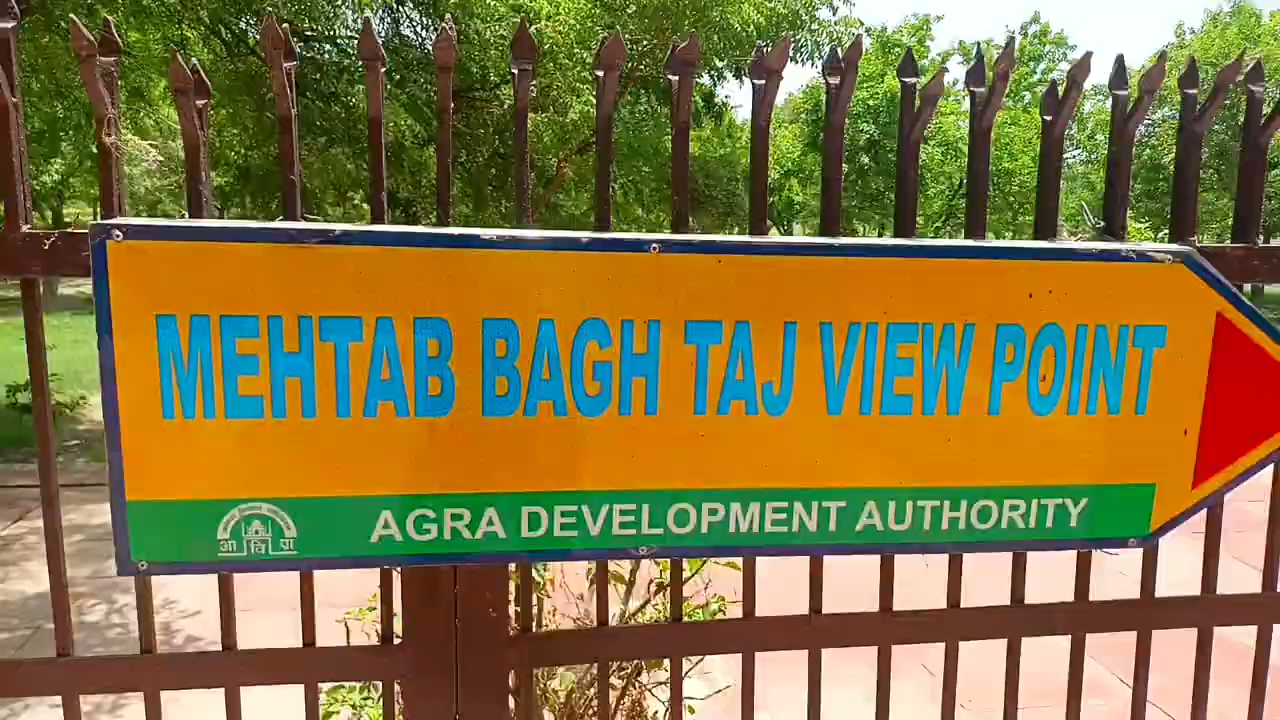 MEHTAB BAGH TAJ VIEW POINT
AGRA DEVELOPMENT AUTHORITY
आ वि प्रा